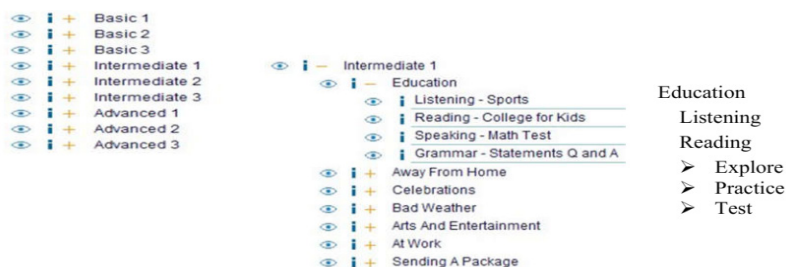 Basic 1
Basic 2
Basic 3
Intermediate 1
Intermediate 2
Intermediate 3
Advanced 1
Advanced 2
Advanced 3
Intermediate 1
Education
Listening - Sports
Reading - College for Kids
Speaking - Math Test
Grammar - Statements Q and A
Away From Home
Celebrations
Bad Weather
Arts And Entertainment
At Work
Sending A Package
Education
Listening
Reading
Explore
Practice
Test